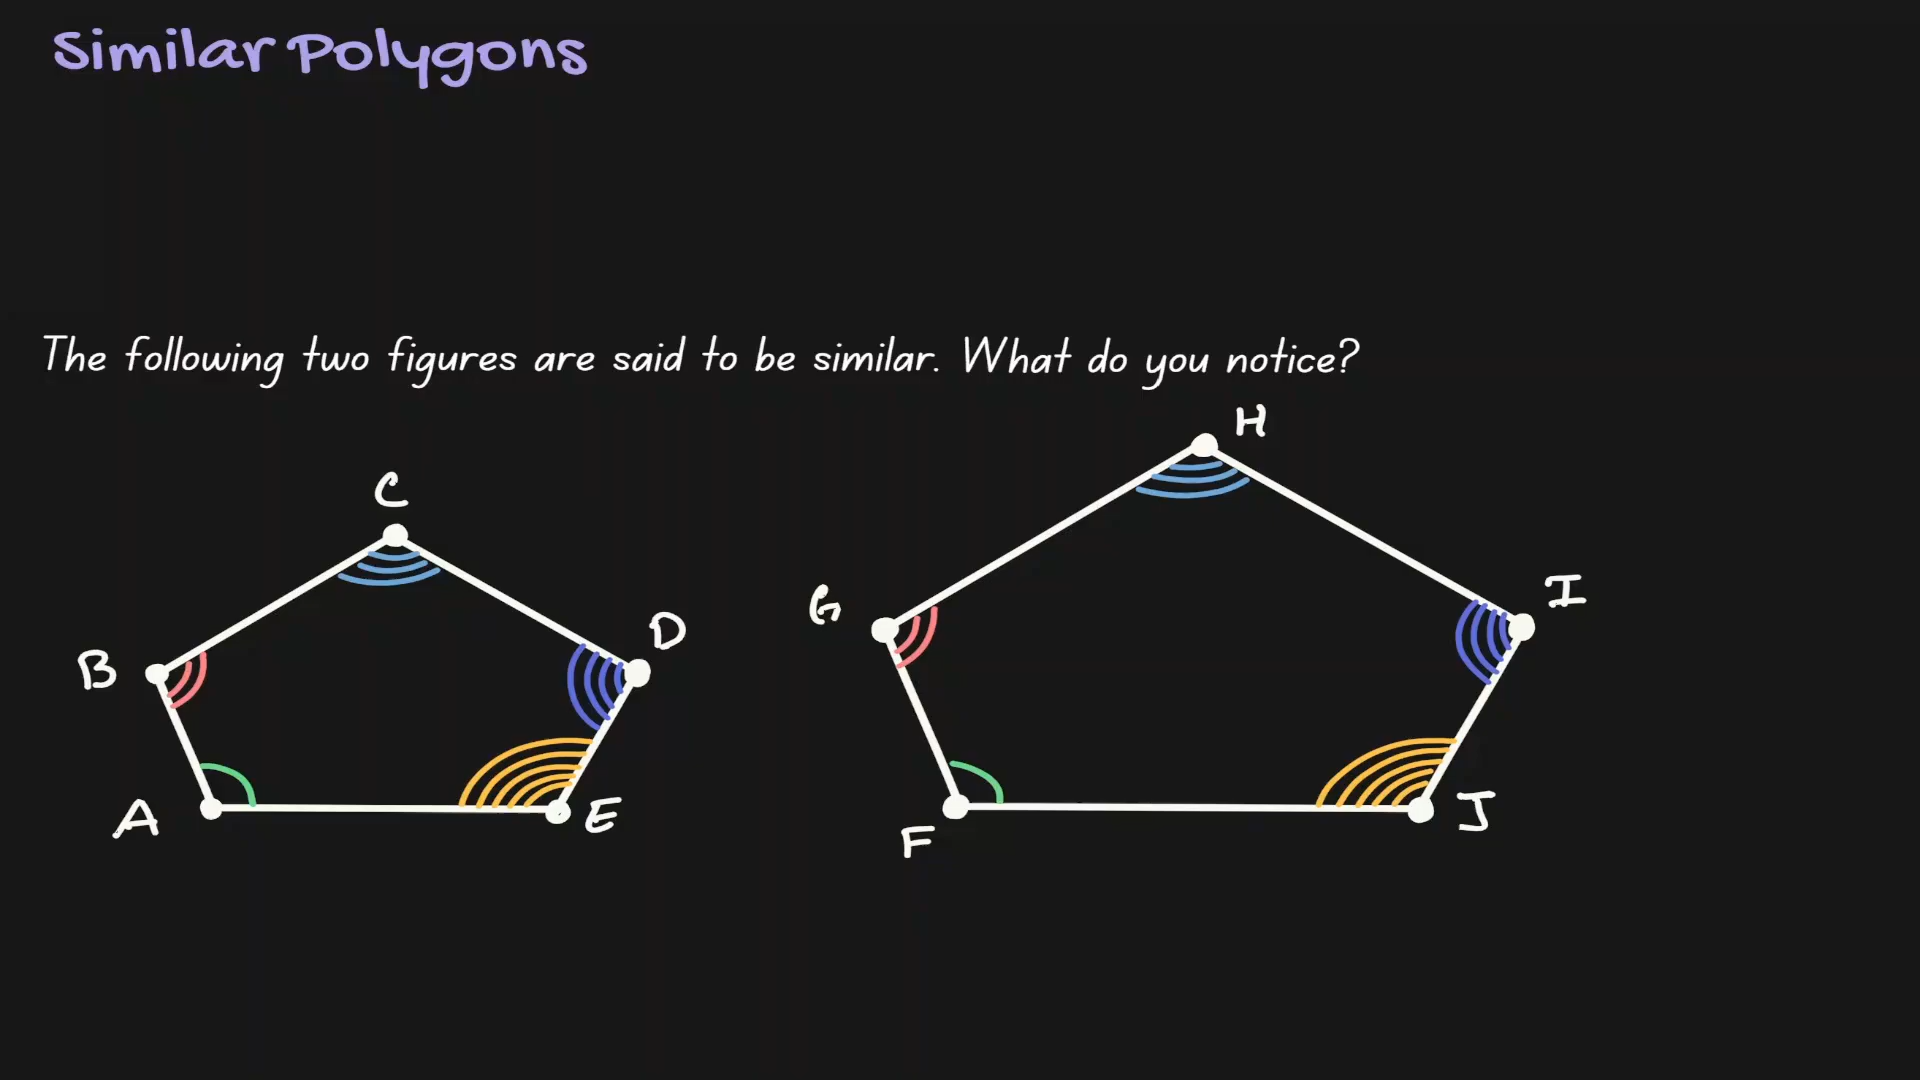 Similar Polygons
The following two figures are said to be similar. What do you notice?
H
C
I
G
D
B
A
E
F
J